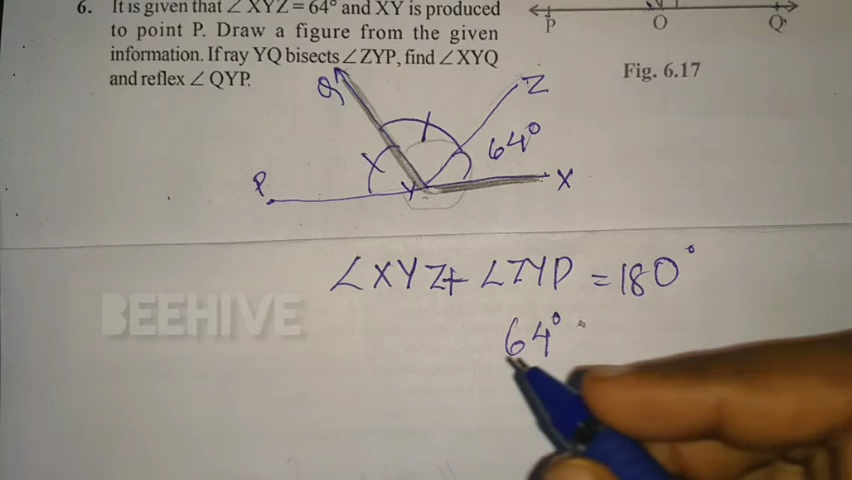 6. It is given that ∠ XYZ = 64° and XY is produced
to point P. Draw a figure from the given
information. If ray YQ bisects ∠ ZYP, find ∠ XYQ
and reflex ∠ QYP.
P O Q
Fig. 6.17
Q Z
64°
P Y X
∠XYZ + ∠ZYP = 180°
BEEHIVE
64°